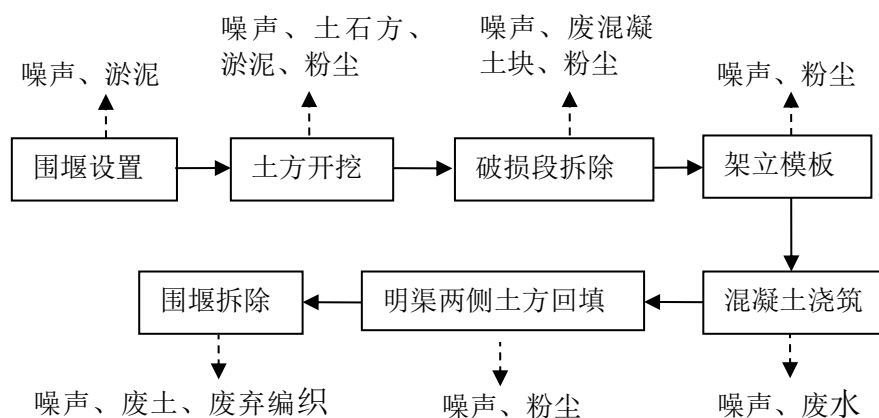 噪声、淤泥
噪声、土石方、
淤泥、粉尘
噪声、废混凝
土块、粉尘
噪声、粉尘
围堰设置
土方开挖
破损段拆除
架立模板
围堰拆除
明渠两侧土方回填
混凝土浇筑
噪声、废土、废弃编织
噪声、粉尘
噪声、废水